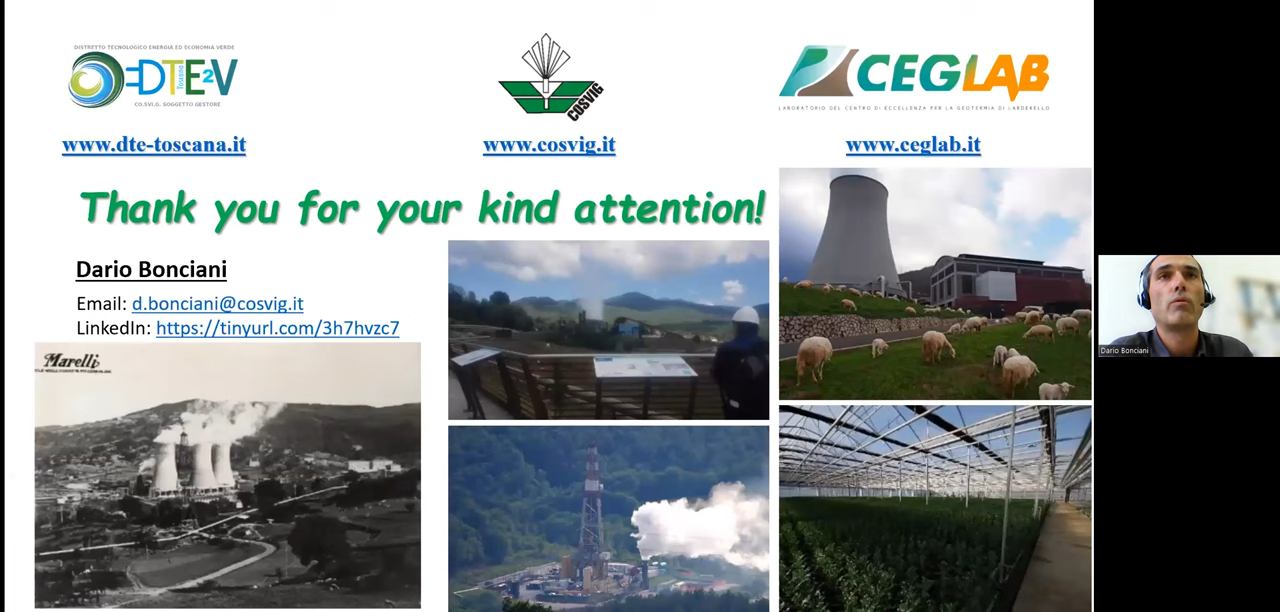 DISTRETTO TECNOLOGICO ENERGIA ED ECONOMIA VERDE
DTE2V
Toscana
CO.SVI.G. SOGGETTO GESTORE
COSVIG
CEGLAB
LABORATORIO DEL CENTRO DI ECCELLENZA PER LA GEOTERMIA DI LARDERELLO
www.dte-toscana.it
www.cosvig.it
www.ceglab.it
Thank you for your kind attention!
Dario Bonciani
Email: d.bonciani@cosvig.it
LinkedIn: https://tinyurl.com/3h7hvzc7
Marelli
Dario Bonciani